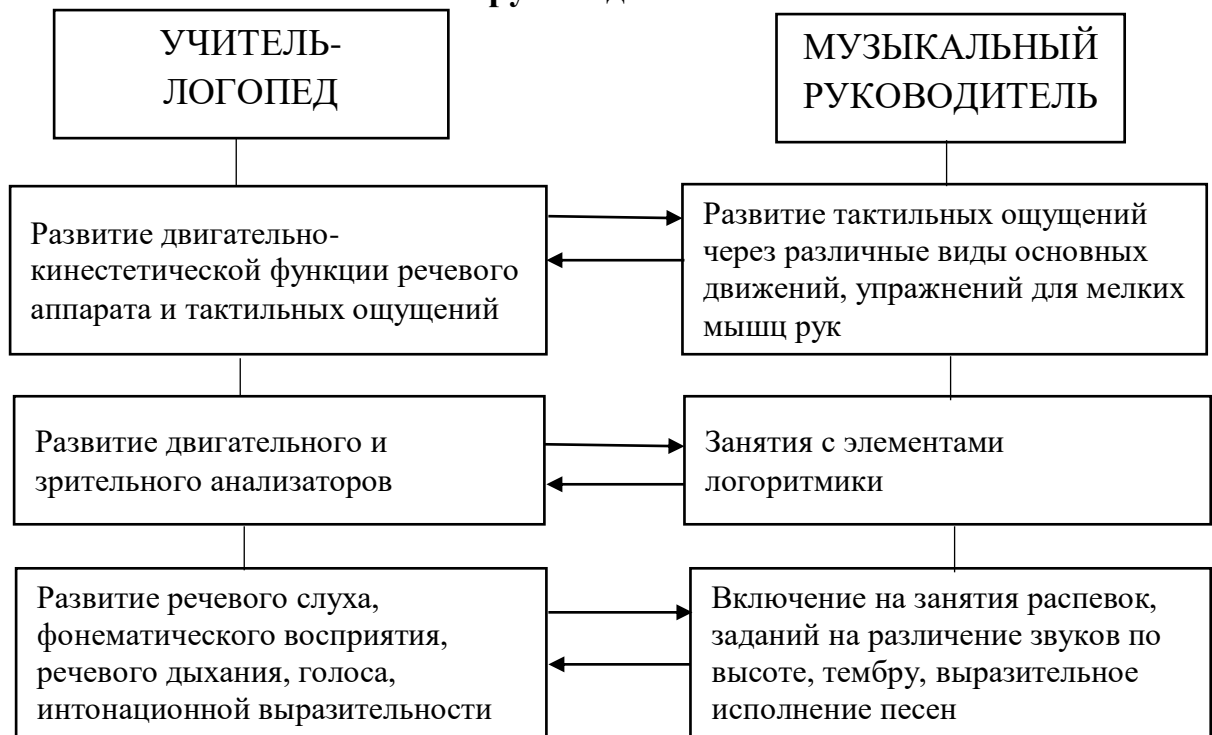 УЧИТЕЛЬ-
ЛОГОПЕД
МУЗЫКАЛЬНЫЙ
РУКОВОДИТЕЛЬ
Развитие двигательно-
кинестетической функции речевого
аппарата и тактильных ощущений
Развитие тактильных ощущений
через различные виды основных
движений, упражнений для мелких
мышц рук
Развитие двигательного и
зрительного анализаторов
Занятия с элементами
логоритмики
Развитие речевого слуха,
фонематического восприятия,
речевого дыхания, голоса,
интонационной выразительности
Включение на занятия распевок,
заданий на различение звуков по
высоте, тембру, выразительное
исполнение песен